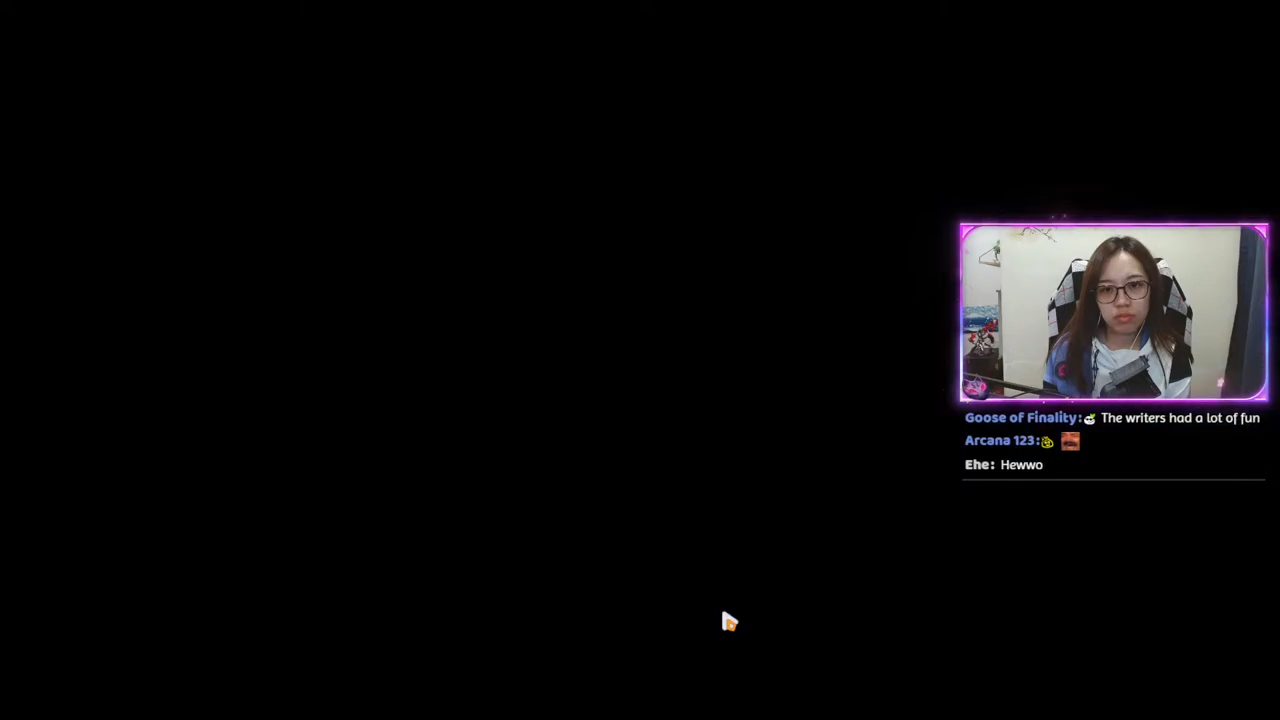 Goose of Finality: The writers had a lot of fun
Arcana 123:
Ehe: Hewwo